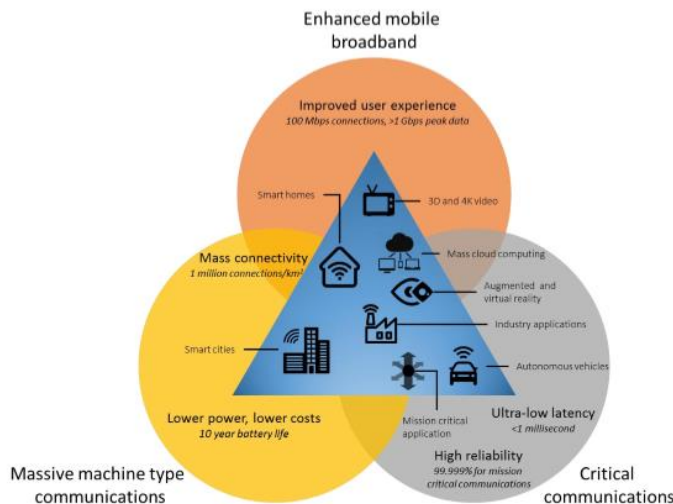 Enhanced mobile
broadband
Improved user experience
100 Mbps connections, >1 Gbps peak data
Smart homes
3D and 4K video
Mass connectivity
1 million connections/km²
Mass cloud computing
Augmented and
virtual reality
Industry applications
Smart cities
Autonomous vehicles
Lower power, lower costs
10 year battery life
Mission critical
application
Ultra-low latency
<1 millisecond
High reliability
99.999% for mission
critical communications
Massive machine type
communications
Critical
communications